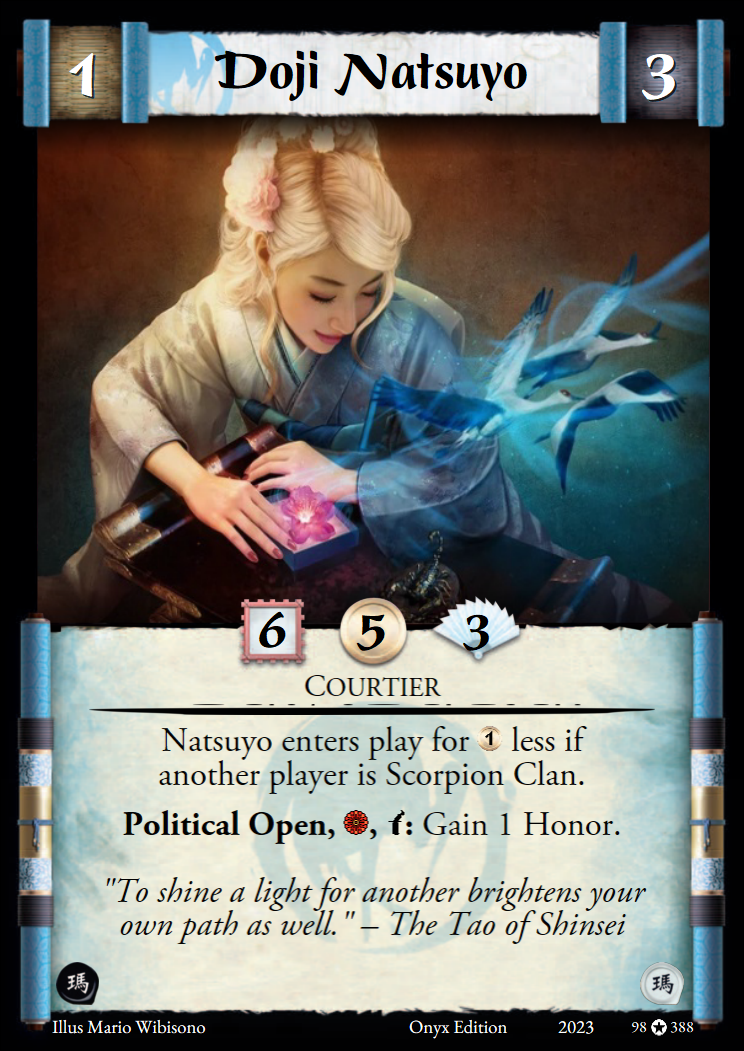 1
Doji Natsuyo
3
6
5
3
COURTIER
Natsuyo enters play for 1 less if
another player is Scorpion Clan.
Political Open, , : Gain 1 Honor.
"To shine a light for another brightens your
own path as well." – The Tao of Shinsei
瑪
瑪
Illus Mario Wibisono
Onyx Edition
2023
98 ✪ 388